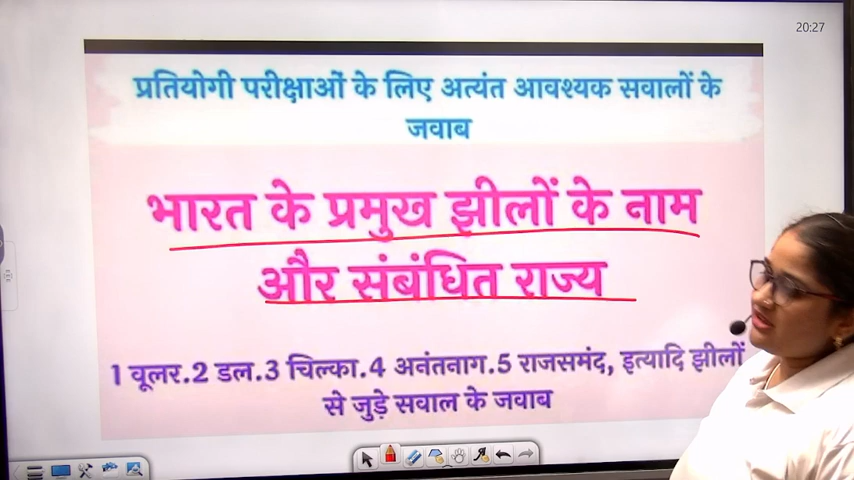 20:27
प्रतियोगी परीक्षाओं के लिए अत्यंत आवश्यक सवालों के
जवाब
भारत के प्रमुख झीलों के नाम
और संबंधित राज्य
1 वूलर.2 डल.3 चिल्का.4 अनंतनाग.5 राजसमंद, इत्यादि झीलों
से जुड़े सवाल के जवाब